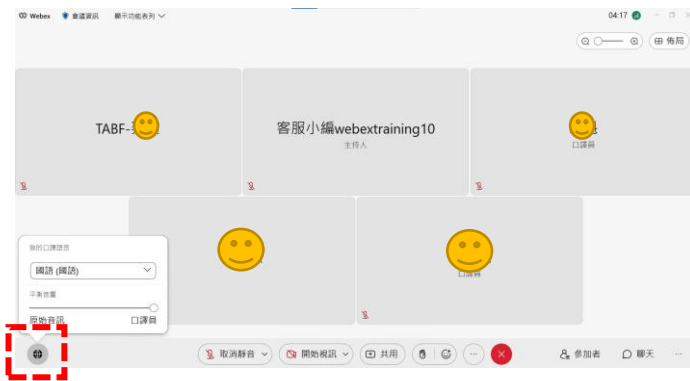 Webex 會議資訊 顯示功能表列 04:17
佈局
TABF-
客服小編webextraining10
主持人
口譯員
口譯員
我的口譯語言
國語 (國語)
平衡音量
原始音訊 口譯員
取消靜音 開始視訊 共用 參加者 聊天